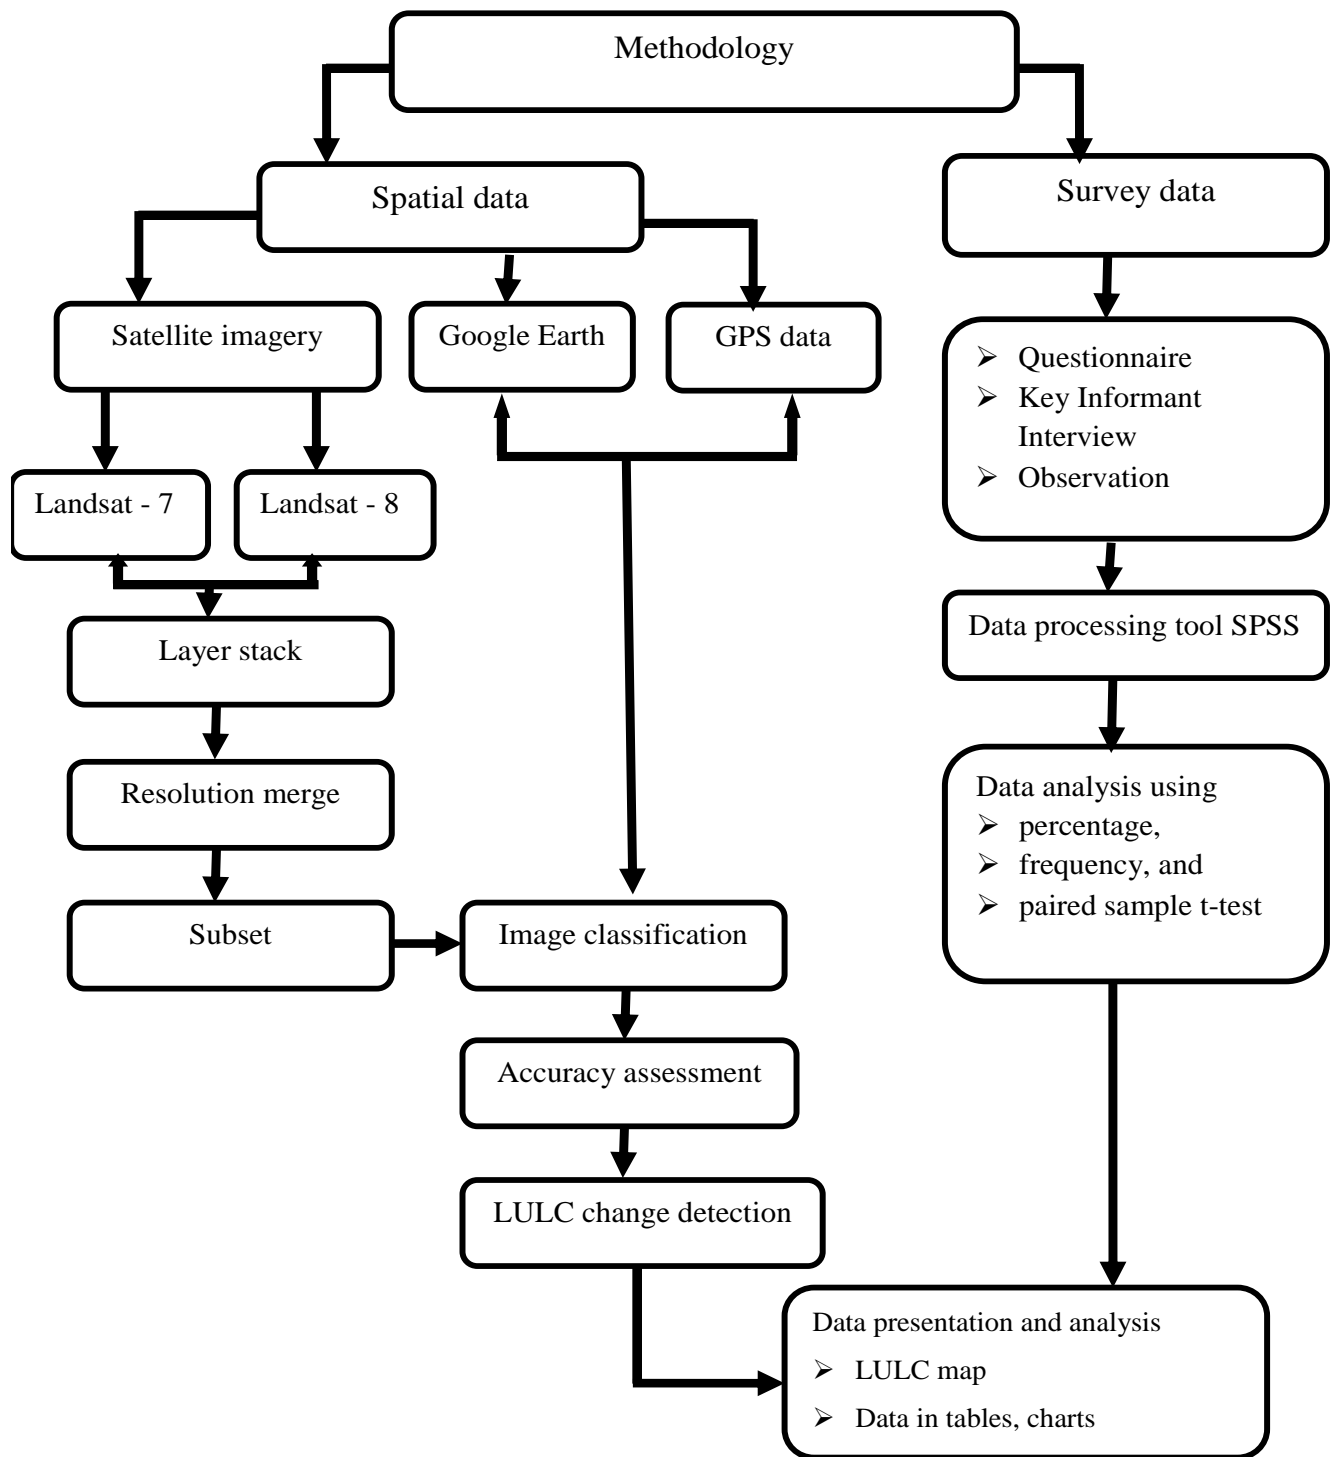 Methodology
Spatial data
Survey data
Satellite imagery
Google Earth
GPS data
➢ Questionnaire
➢ Key Informant
Interview
➢ Observation
Landsat - 7
Landsat - 8
Layer stack
Data processing tool SPSS
Resolution merge
Data analysis using
➢ percentage,
➢ frequency, and
➢ paired sample t-test
Subset
Image classification
Accuracy assessment
LULC change detection
Data presentation and analysis
➢ LULC map
➢ Data in tables, charts